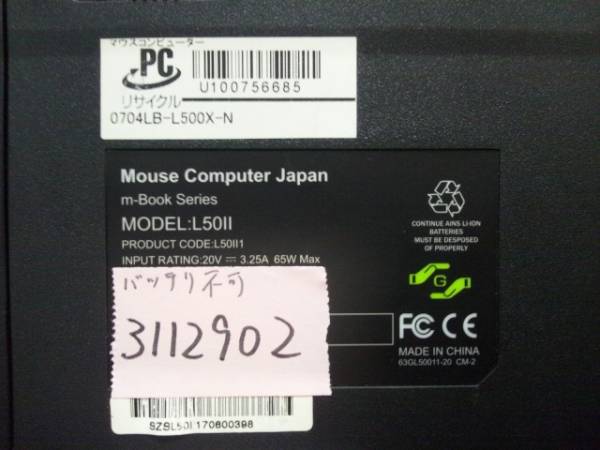 マウスコンピューター
PC
U100756685
リサイクル
0704LB-L500X-N
Mouse Computer Japan
m-Book Series
MODEL:L50II
PRODUCT CODE:L50II1
INPUT RATING:20V ⎓ 3.25A 65W Max
CONTINUE AINS LI-ION
BATTERIES
MUST BE DESPOSED
OF PROPERLY
G
バッテリ不可
3112902
FC CE
MADE IN CHINA
63GL50011-20 CM-2